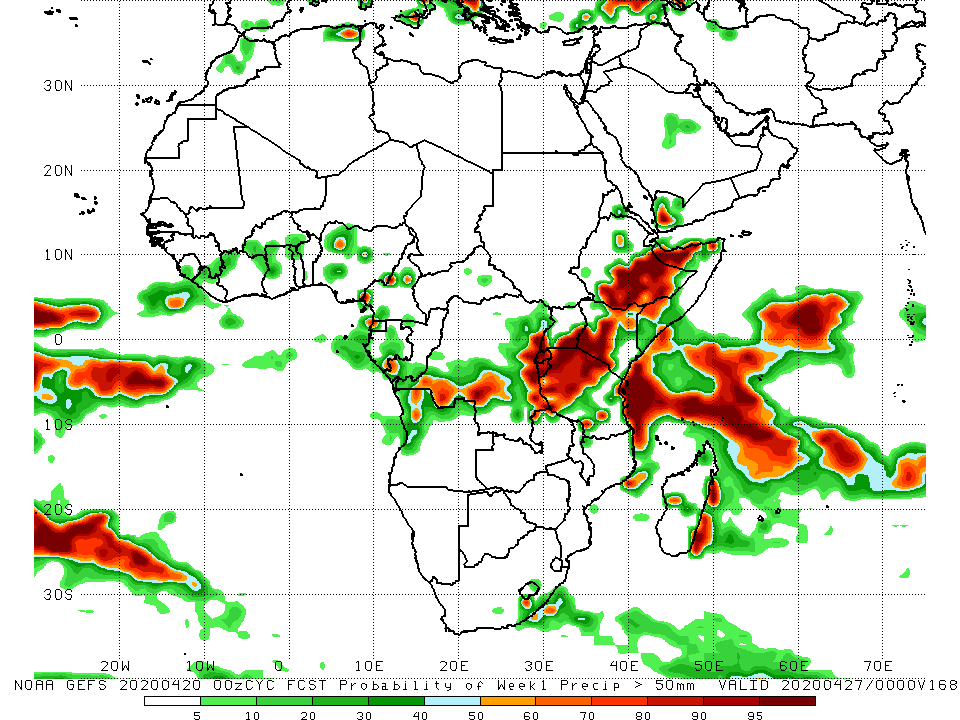 30N
20N
10N
0
10S
20S
30S
20W 10W 0 10E 20E 30E 40E 50E 60E 70E
NOAA GEFS 20200420 00zCYC FCST Probability of Week1 Precip > 50mm VALID 20200427/0000V168
5 10 20 30 40 50 60 70 80 90 95